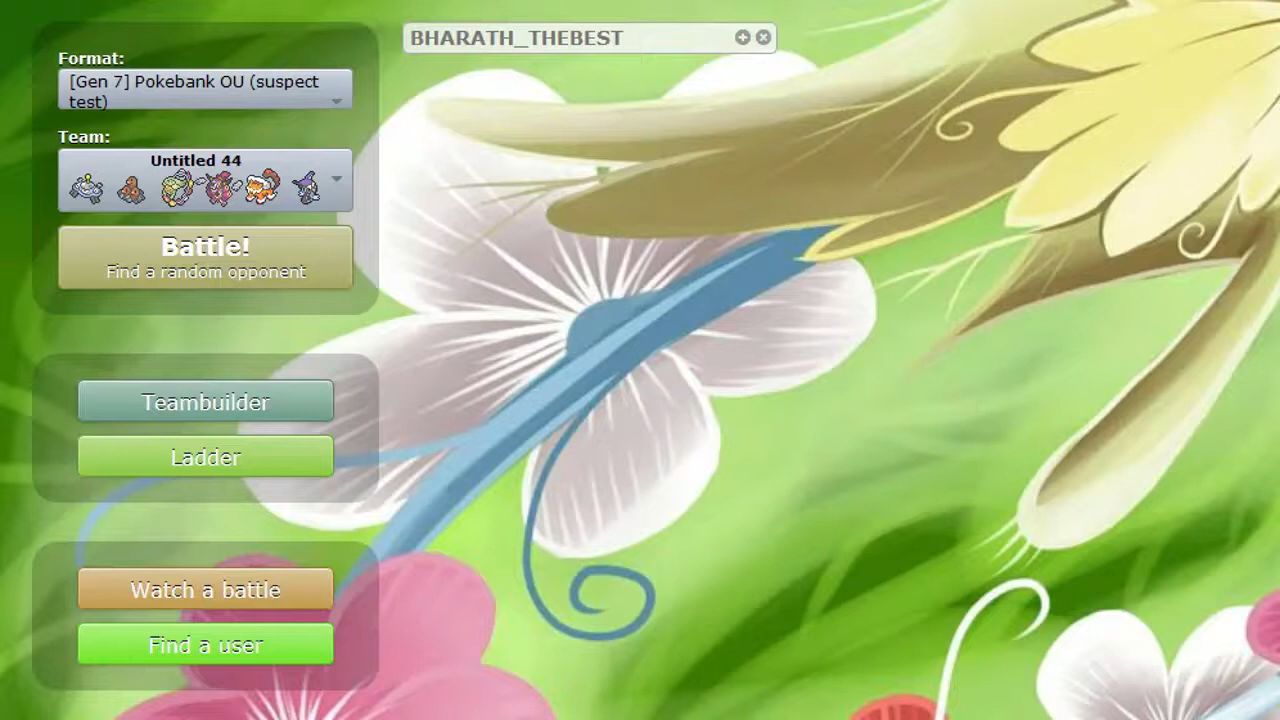 Format:
[Gen 7] Pokebank OU (suspect
test)
Team:
Untitled 44
Battle!
Find a random opponent
Teambuilder
Ladder
Watch a battle
Find a user
BHARATH_THEBEST